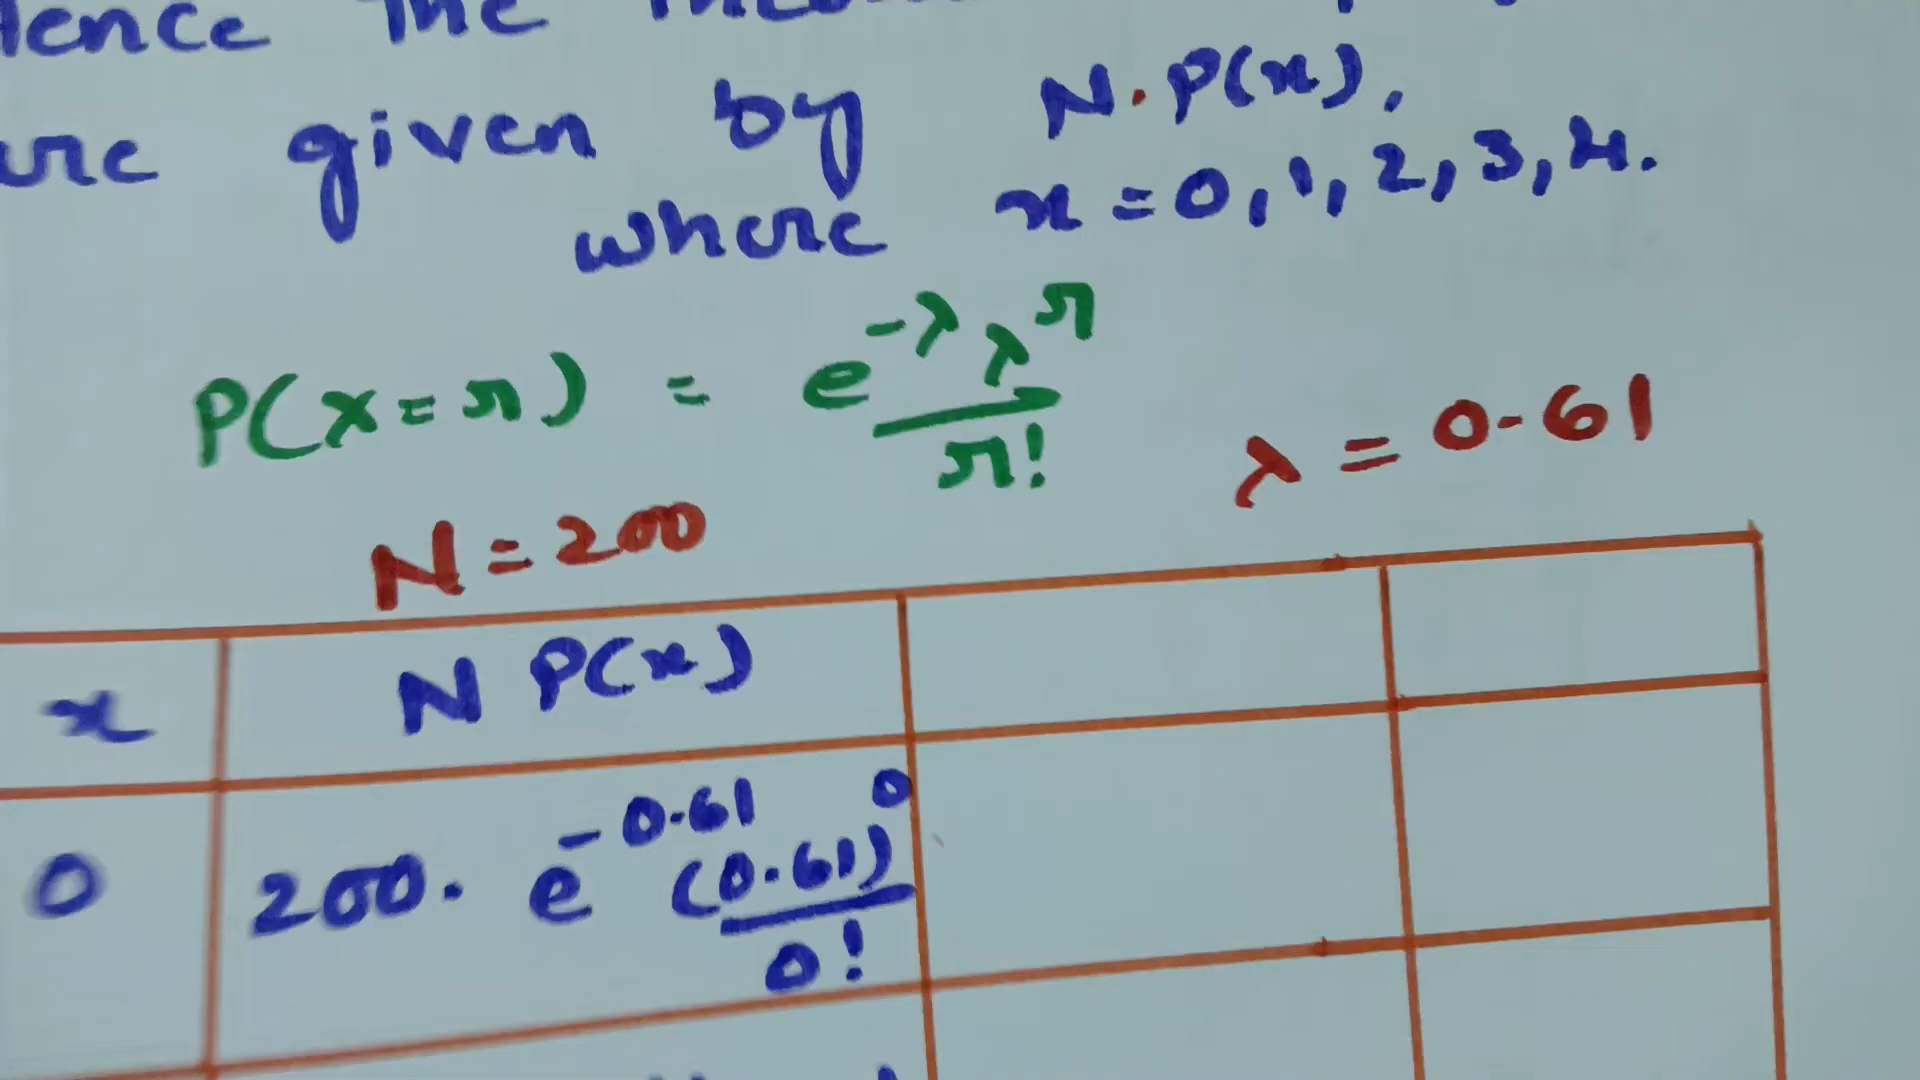 the
are given by N·P(x).
where x = 0, 1, 2, 3, 4.
P(X=r) = e^-λ λ^r / r!
λ = 0.61
N = 200
x N P(x)
0 200. e^-0.61 (0.61)^0 / 0!